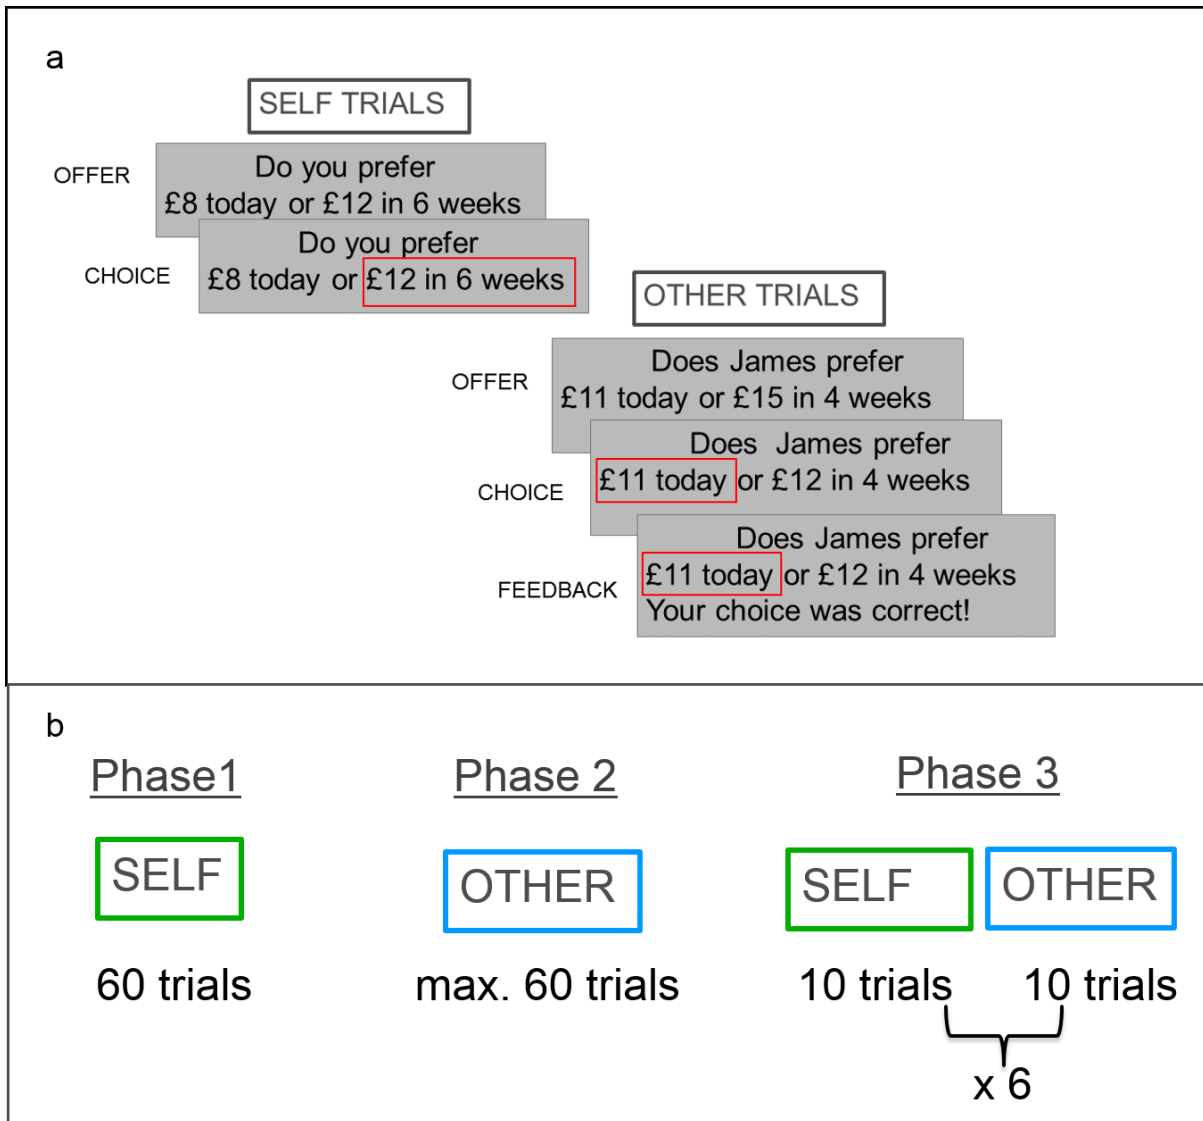 a
SELF TRIALS
OFFER
Do you prefer
£8 today or £12 in 6 weeks
CHOICE
Do you prefer
£8 today or £12 in 6 weeks
OTHER TRIALS
OFFER
Does James prefer
£11 today or £15 in 4 weeks
CHOICE
Does James prefer
£11 today or £12 in 4 weeks
FEEDBACK
Does James prefer
£11 today or £12 in 4 weeks
Your choice was correct!
b
Phase1
SELF
60 trials
Phase 2
OTHER
max. 60 trials
Phase 3
SELF OTHER
10 trials 10 trials
x 6